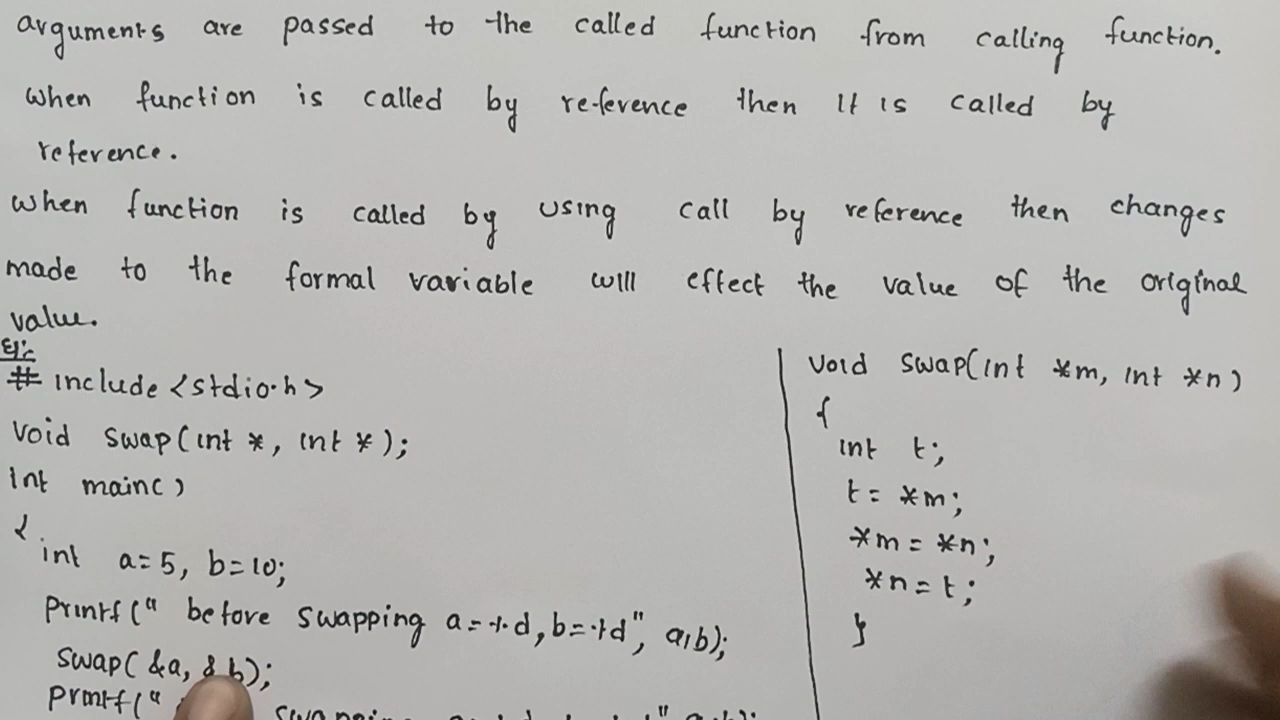 arguments are passed to the called function from calling function.
when function is called by reference then it is called by
reference.
when function is called by using call by reference then changes
made to the formal variable will effect the value of the original
value.
# include <stdio.h>
void swap(int *, int *);
int main()
{
int a=5, b=10;
printf(" before swapping a=%d, b=%d", a,b);
swap( &a, &b);
printf("
void swap(int *m, int *n)
{
int t;
t= *m;
*m = *n;
*n = t;
}